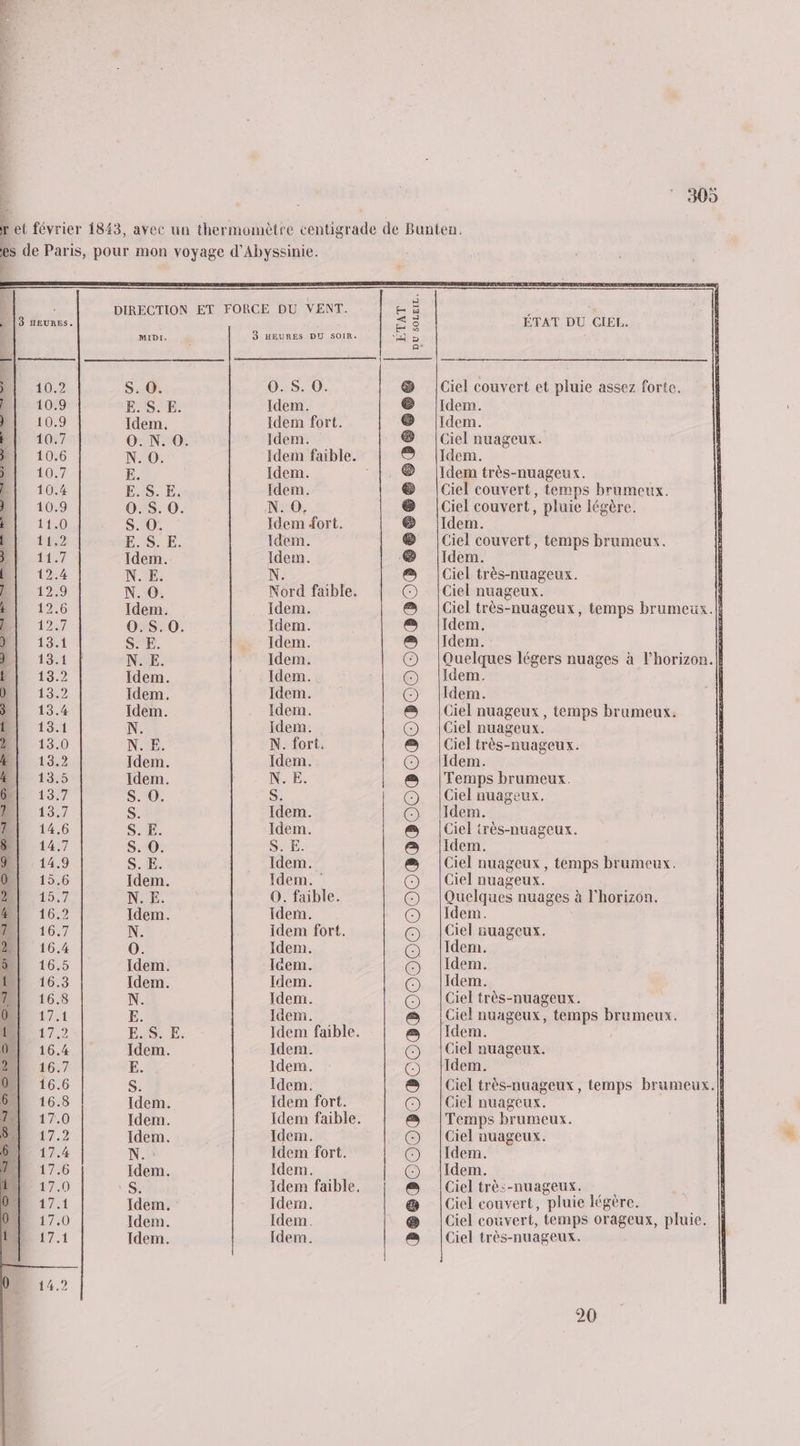 305
r et février 1843, avec un thermomètre centigrade de Bunten.
es de Paris, pour mon voyage d'Abyssinie.
3 HEURES. DIRECTION ET FORCE DU VENT. ÉTAT DU SOLEIL. ÉTAT DU CIEL.
MIDI. 3 HEURES DU SOIR.
10.2 S. O. O. S. O. Ciel couvert et pluie assez forte.
10.9 E. S. E. Idem. Idem.
10.9 Idem. Idem fort. Idem.
10.7 O. N. O. Idem. Ciel nuageux.
10.6 N. O. Idem faible. Idem.
10.7 E. Idem. Idem très-nuageux.
10.4 E. S. E. Idem. Ciel couvert, temps brumeux.
10.9 O. S. O. N. O. Ciel couvert, pluie légère.
11.0 S. O. Idem fort. Idem.
11.2 E. S. E. Idem. Ciel couvert, temps brumeux.
11.7 Idem. Idem. Idem.
12.4 N. E. N. Ciel très-nuageux.
12.9 N. O. Nord faible. Ciel nuageux.
12.6 Idem. Idem. Ciel très-nuageux, temps brumeux.
12.7 O. S. O. Idem. Idem.
13.1 S. E. Idem. Idem.
13.1 N. E. Idem. Quelques légers nuages à l'horizon.
13.2 Idem. Idem. Idem.
13.2 Idem. Idem. Idem.
13.4 Idem. Idem. Ciel nuageux, temps brumeux.
13.1 N. Idem. Ciel nuageux.
13.0 N. E. N. fort. Ciel très-nuageux.
13.2 Idem. Idem. Idem.
13.5 Idem. N. E. Temps brumeux.
13.7 S. O. S. Ciel nuageux.
13.7 S. Idem. Idem.
14.6 S. E. Idem. Ciel très-nuageux.
14.7 S. O. S. E. Idem.
14.9 S. E. Idem. Ciel nuageux, temps brumeux.
15.6 Idem. Idem. Ciel nuageux.
15.7 N. E. O. faible. Quelques nuages à l'horizon.
16.2 Idem. Idem. Idem.
16.7 N. idem fort. Ciel nuageux.
16.4 O. Idem. Idem.
16.5 Idem. Idem. Idem.
16.3 Idem. Idem. Idem.
16.8 N. Idem. Ciel très-nuageux.
17.1 E. Idem. Ciel nuageux, temps brumeux.
17.2 E. S. E. Idem faible. Idem.
16.4 Idem. Idem. Ciel nuageux.
16.7 E. Idem. Idem.
16.6 S. Idem. Ciel très-nuageux, temps brumeux.
16.8 Idem. Idem fort. Ciel nuageux.
17.0 Idem. Idem faible. Temps brumeux.
17.2 Idem. Idem. Ciel nuageux.
17.4 N. Idem fort. Idem.
17.6 Idem. Idem. Idem.
17.0 S. Idem faible. Ciel très-nuageux.
17.1 Idem. Idem. Ciel couvert, pluie légère.
17.0 Idem. Idem. Ciel couvert, temps orageux, pluie.
17.1 Idem. Idem. Ciel très-nuageux.
0 14.2
20